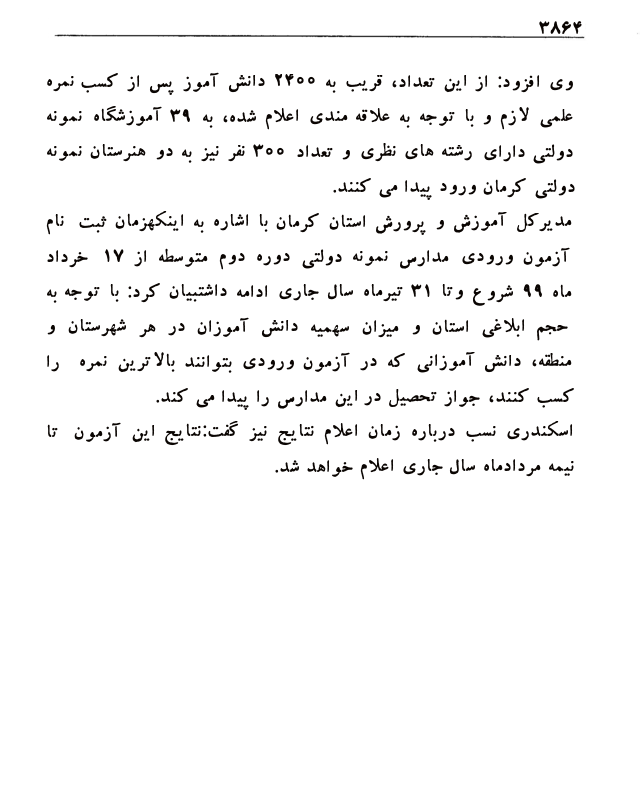 ۳۸۶۴
وی افزود: از این تعداد، قریب به ۲۴۰۰ دانش آموز پس از کسب نمره
علمی لازم و با توجه به علاقه مندی اعلام شده، به ۳۹ آموزشگاه نمونه
دولتی دارای رشته های نظری و تعداد ۳۰۰ نفر نیز به دو هنرستان نمونه
دولتی کرمان ورود پیدا می کنند.
مدیرکل آموزش و پرورش استان کرمان با اشاره به اینکهزمان ثبت نام
آزمون ورودی مدارس نمونه دولتی دوره دوم متوسطه از ۱۷ خرداد
ماه ۹۹ شروع وتا ۳۱ تیرماه سال جاری ادامه داشتبیان کرد: با توجه به
حجم ابلاغی استان و میزان سهمیه دانش آموزان در هر شهرستان و
منطقه، دانش آموزانی که در آزمون ورودی بتوانند بالاترین نمره را
کسب کنند، جواز تحصیل در این مدارس را پیدا می کند.
اسکندری نسب درباره زمان اعلام نتایج نیز گفت:نتایج این آزمون تا
نیمه مردادماه سال جاری اعلام خواهد شد.